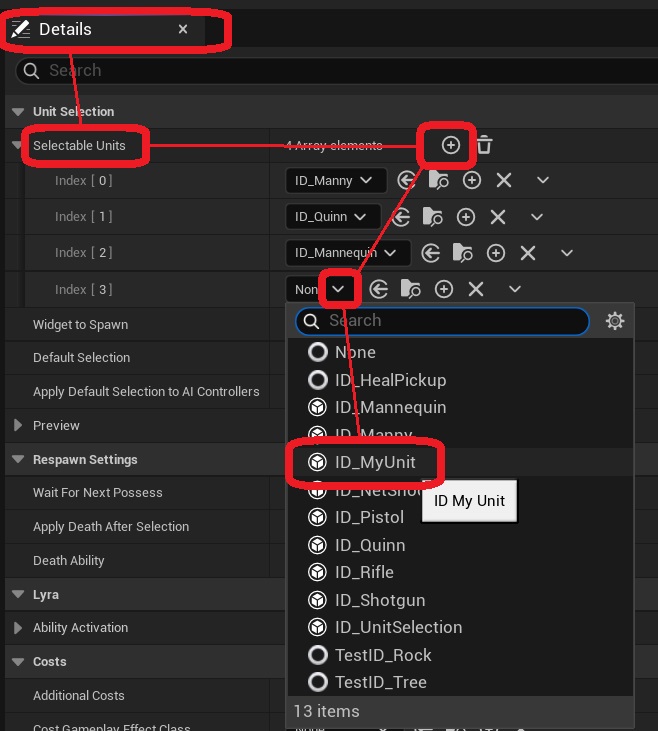 Details
Search
Unit Selection
Selectable Units 4 Array elements
Index [ 0 ] ID_Manny
Index [ 1 ] ID_Quinn
Index [ 2 ] ID_Mannequin
Index [ 3 ] Non
Search
Widget to Spawn
None
Default Selection
ID_HealPickup
Apply Default Selection to AI Controllers
ID_Mannequin
Preview
ID_Manny
Respawn Settings
ID_MyUnit
Wait For Next Possess
ID My Unit
ID_Pistol
Apply Death After Selection
ID_Quinn
Death Ability
ID_Rifle
Lyra
ID_Shotgun
Ability Activation
ID_UnitSelection
Costs
TestID_Rock
Additional Costs
TestID_Tree
13 items
Cost Gameplay Effect Class